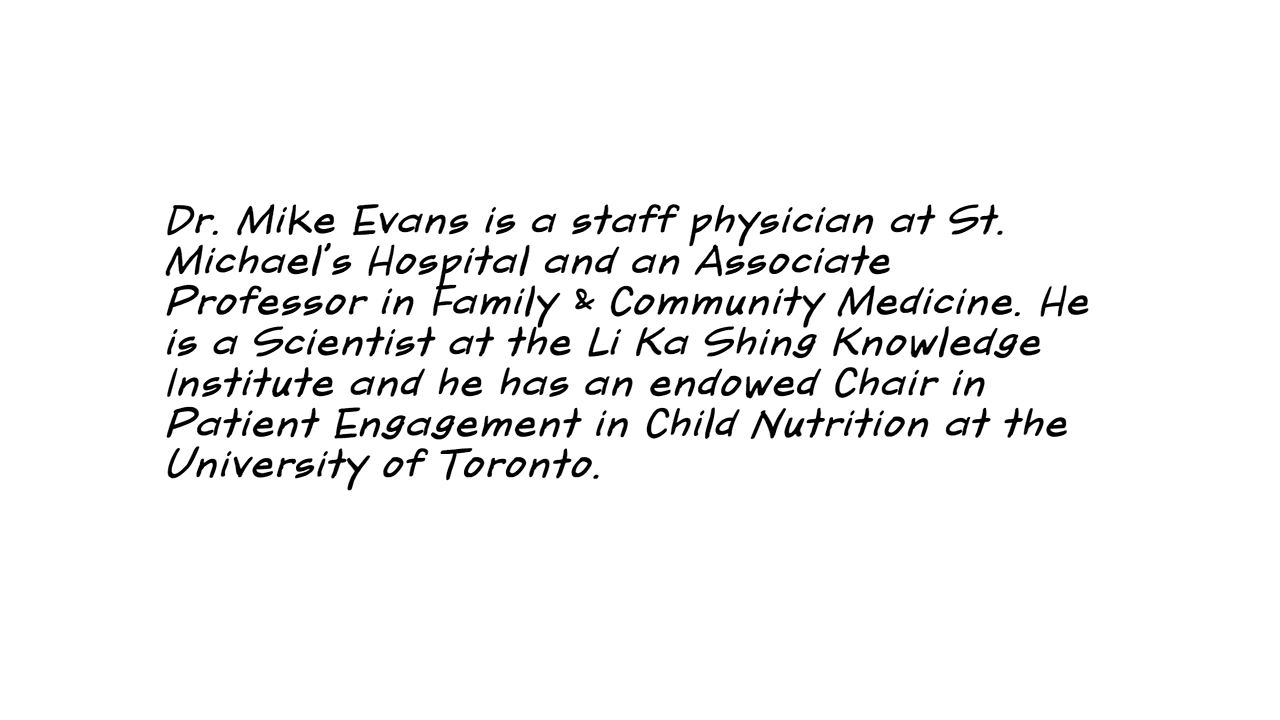 Dr. Mike Evans is a staff physician at St.
Michael's Hospital and an Associate
Professor in Family & Community Medicine. He
is a Scientist at the Li Ka Shing Knowledge
Institute and he has an endowed Chair in
Patient Engagement in Child Nutrition at the
University of Toronto.